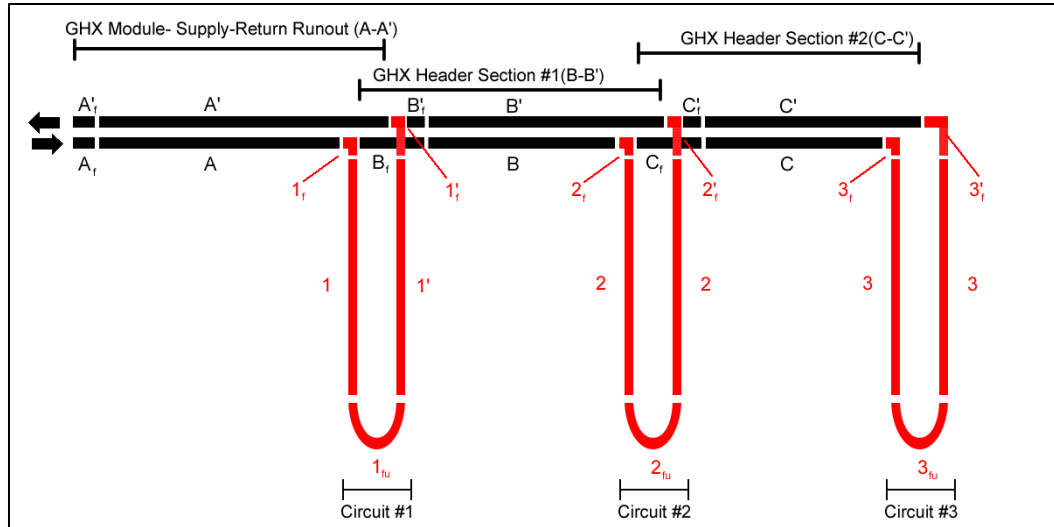 GHX Module- Supply-Return Runout (A-A')
GHX Header Section #2(C-C')
GHX Header Section #1(B-B')
A'f A' B'f B' C'f C'
Af A Bf B Cf C
1f 1'f 2f 2'f 3f 3'f
1 1' 2 2 3 3
1fu 2fu 3fu
Circuit #1 Circuit #2 Circuit #3